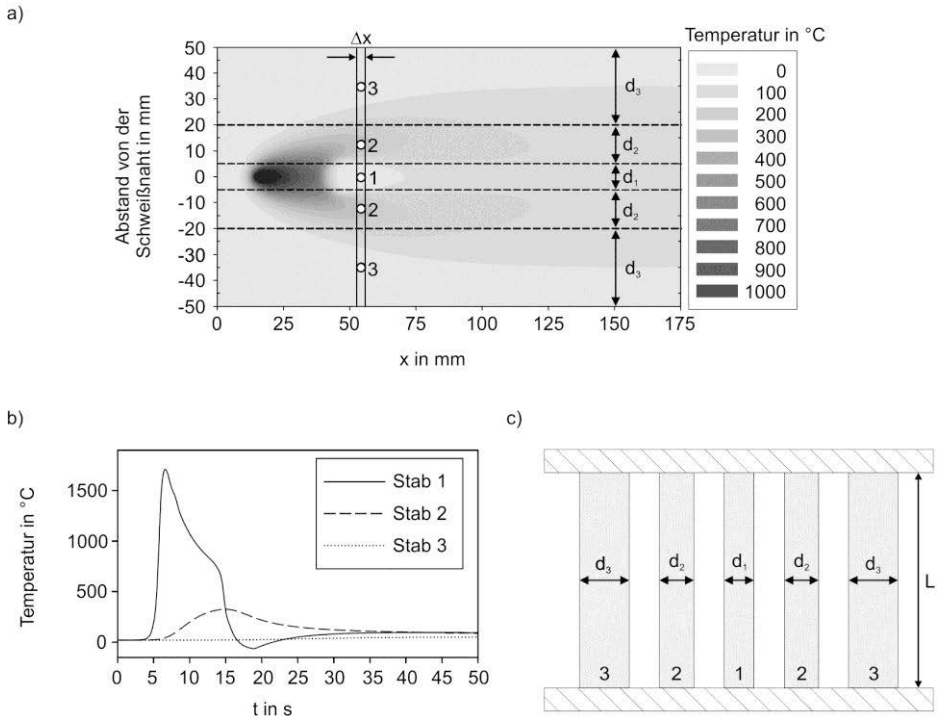 a)
Δx
Temperatur in °C
50
40
30
20
10
0
-10
-20
-30
-40
-50
Abstand von der
Schweißnaht in mm
3
2
1
2
3
d₃
d₂
d₁
d₂
d₃
0
100
200
300
400
500
600
700
800
900
1000
0 25 50 75 100 125 150 175
x in mm
b)
Temperatur in °C
1500
1000
500
0
Stab 1
Stab 2
Stab 3
0 5 10 15 20 25 30 35 40 45 50
t in s
c)
d₃ d₂ d₁ d₂ d₃
L
3 2 1 2 3